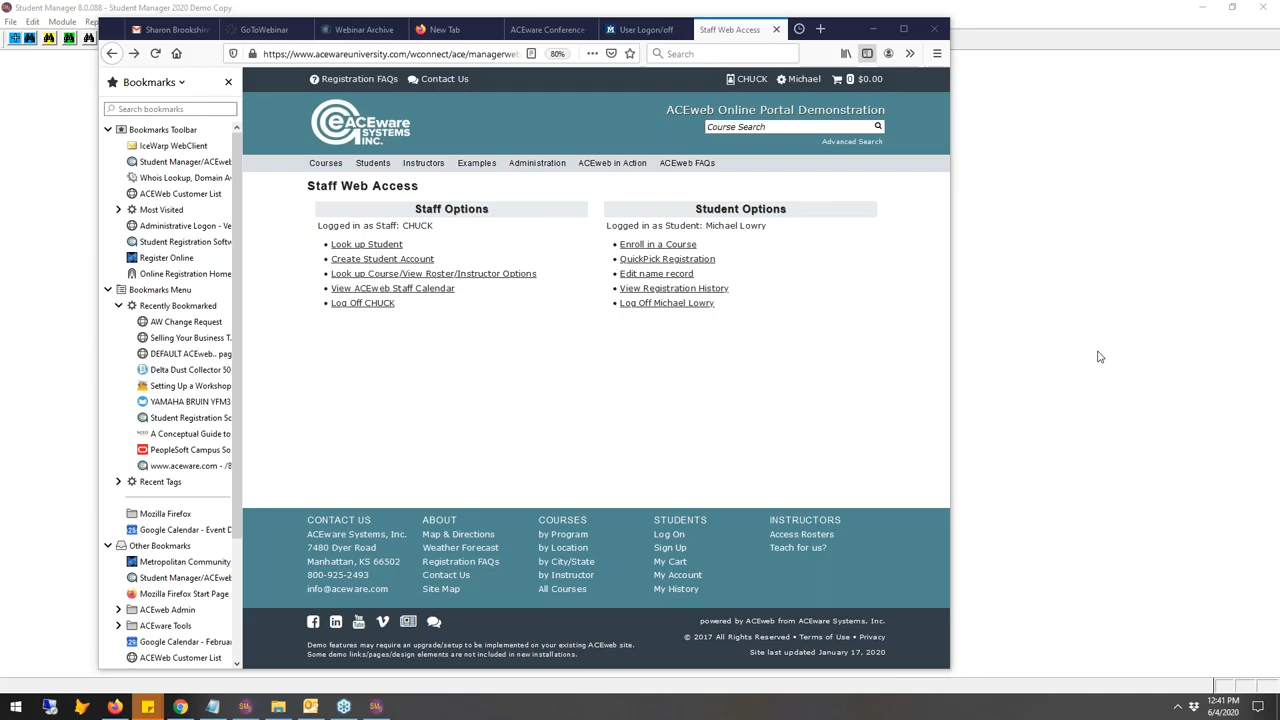 Student Manager 8.0.088 - Student Manager 2020 Demo Copy
File Edit Module Rep
Sharon Brookshir
GoToWebinar
Webinar Archive
New Tab
ACEware Conference
User Logon/off
Staff Web Access
https://www.acewareuniversity.com/wconnect/ace/managerweb
80%
Search
Bookmarks
Search bookmarks
Bookmarks Toolbar
IceWarp WebClient
Student Manager/ACEweb
Whois Lookup, Domain A
ACEWeb Customer List
Most Visited
Administrative Logon - Ve
Student Registration Softw
Register Online
Online Registration Home
Bookmarks Menu
Recently Bookmarked
AW Change Request
Selling Your Business T
DEFAULT ACEweb.. pag
Delta Dust Collector 50
Setting Up a Workshop
YAMAHA BRUIN YFM3
Student Registration Sc
A Conceptual Guide to
PeopleSoft Campus So
www.aceware.com - /8
Recent Tags
Mozilla Firefox
Google Calendar - Event D
Other Bookmarks
Metropolitan Community
Student Manager/ACEweb
Mozilla Firefox Start Page
ACEweb Admin
ACEware Tools
Google Calendar - Februa
ACEWeb Customer List
Registration FAQs Contact Us
CHUCK Michael 0 $0.00
ACEWARE SYSTEMS INC.
ACEweb Online Portal Demonstration
Course Search
Advanced Search
Courses Students Instructors Examples Administration ACEweb in Action ACEweb FAQs
Staff Web Access
Staff Options
Logged in as Staff: CHUCK
• Look up Student
• Create Student Account
• Look up Course/View Roster/Instructor Options
• View ACEweb Staff Calendar
• Log Off CHUCK
Student Options
Logged in as Student: Michael Lowry
• Enroll in a Course
• QuickPick Registration
• Edit name record
• View Registration History
• Log Off Michael Lowry
CONTACT US
ACEware Systems, Inc.
7480 Dyer Road
Manhattan, KS 66502
800-925-2493
info@aceware.com
ABOUT
Map & Directions
Weather Forecast
Registration FAQs
Contact Us
Site Map
COURSES
by Program
by Location
by City/State
by Instructor
All Courses
STUDENTS
Log On
Sign Up
My Cart
My Account
My History
INSTRUCTORS
Access Rosters
Teach for us?
Demo features may require an upgrade/setup to be implemented on your existing ACEweb site.
Some demo links/pages/design elements are not included in new installations.
powered by ACEweb from ACEware Systems, Inc.
© 2017 All Rights Reserved • Terms of Use • Privacy
Site last updated January 17, 2020
12:41 PM
6/4/2020